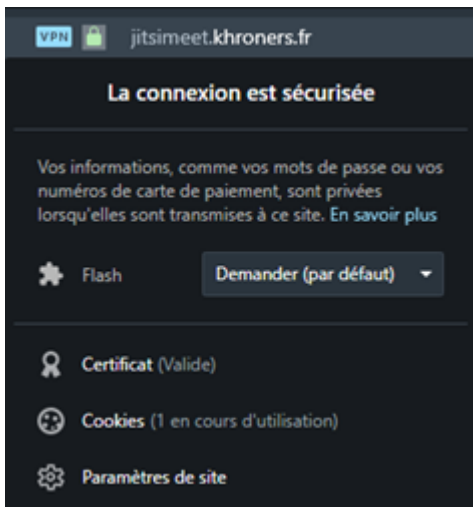 VPN jitsimeet.khroners.fr
La connexion est sécurisée
Vos informations, comme vos mots de passe ou vos
numéros de carte de paiement, sont privées
lorsqu'elles sont transmises à ce site. En savoir plus
Flash Demander (par défaut)
Certificat (Valide)
Cookies (1 en cours d'utilisation)
Paramètres de site